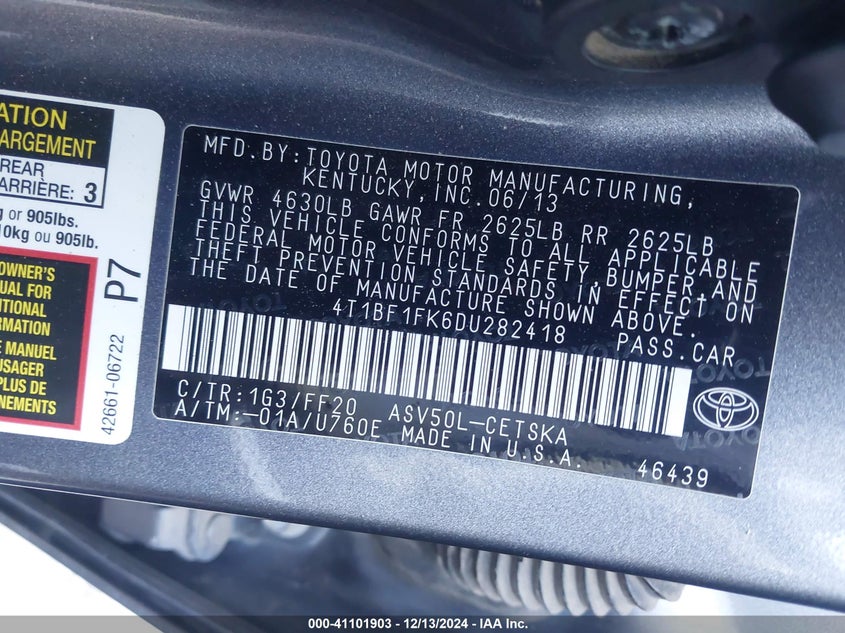 ATION
ARGEMENT
REAR
ARRIÈRE: 3
g or 905lbs.
0kg ou 905lb.
OWNER'S
UAL FOR
ITIONAL
RMATION
E MANUEL
USAGER
PLUS DE
NEMENTS
P7
42661-06722
MFD.BY:TOYOTA MOTOR MANUFACTURING,
KENTUCKY,INC.06/13
GVWR 4630LB GAWR FR 2625LB RR 2625LB
THIS VEHICLE CONFORMS TO ALL APPLICABLE
FEDERAL MOTOR VEHICLE SAFETY,BUMPER,AND
THEFT PREVENTION STANDARDS IN EFFECT ON
THE DATE OF MANUFACTURE SHOWN ABOVE.
4T1BF1FK6DU282418 PASS.CAR
C/TR:1G3/FF20 ASV50L-CETSKA
A/TM:-01A/U760E MADE IN U.S.A. 46439
TOYOTA
000-41101903 - 12/13/2024 - IAA Inc.